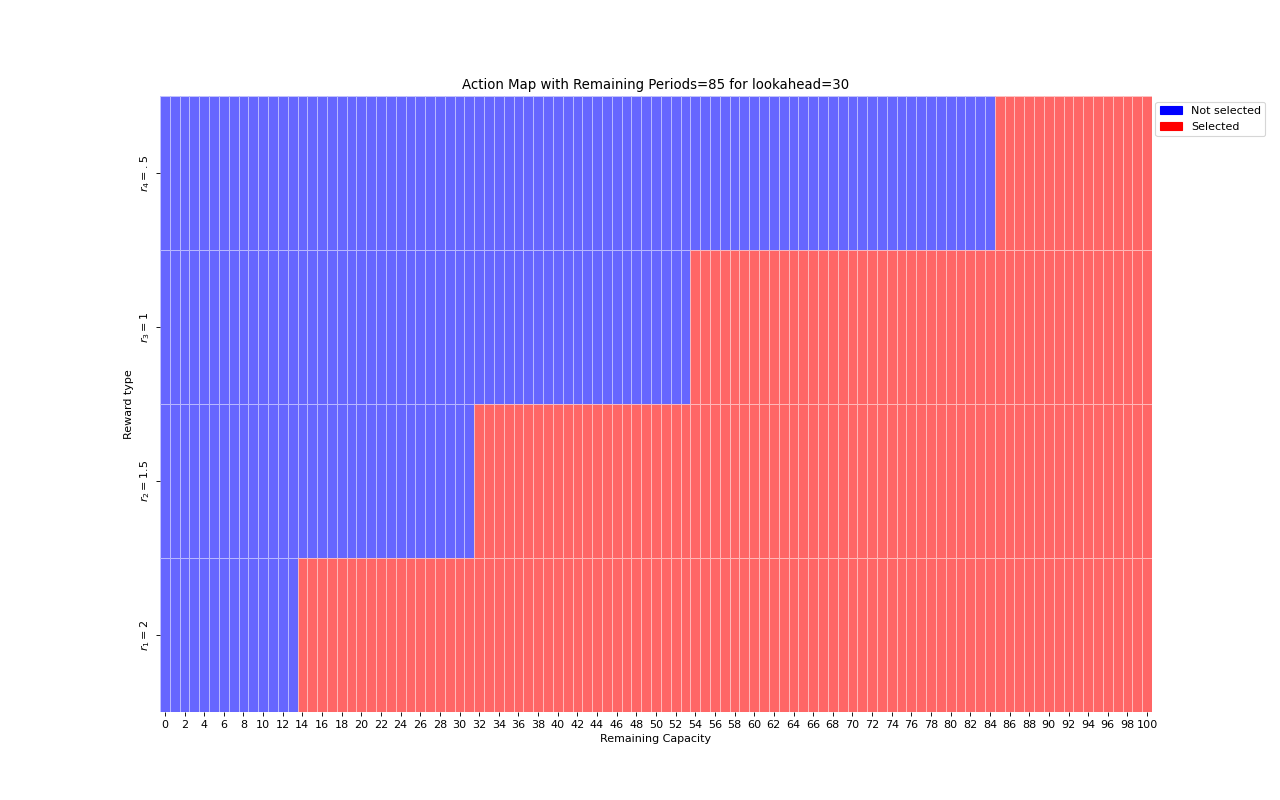 Action Map with Remaining Periods=85 for lookahead=30
Not selected
Selected
r₄ = .5
r₃ = 1
r₂ = 1.5
r₁ = 2
Reward type
0 2 4 6 8 10 12 14 16 18 20 22 24 26 28 30 32 34 36 38 40 42 44 46 48 50 52 54 56 58 60 62 64 66 68 70 72 74 76 78 80 82 84 86 88 90 92 94 96 98 100
Remaining Capacity